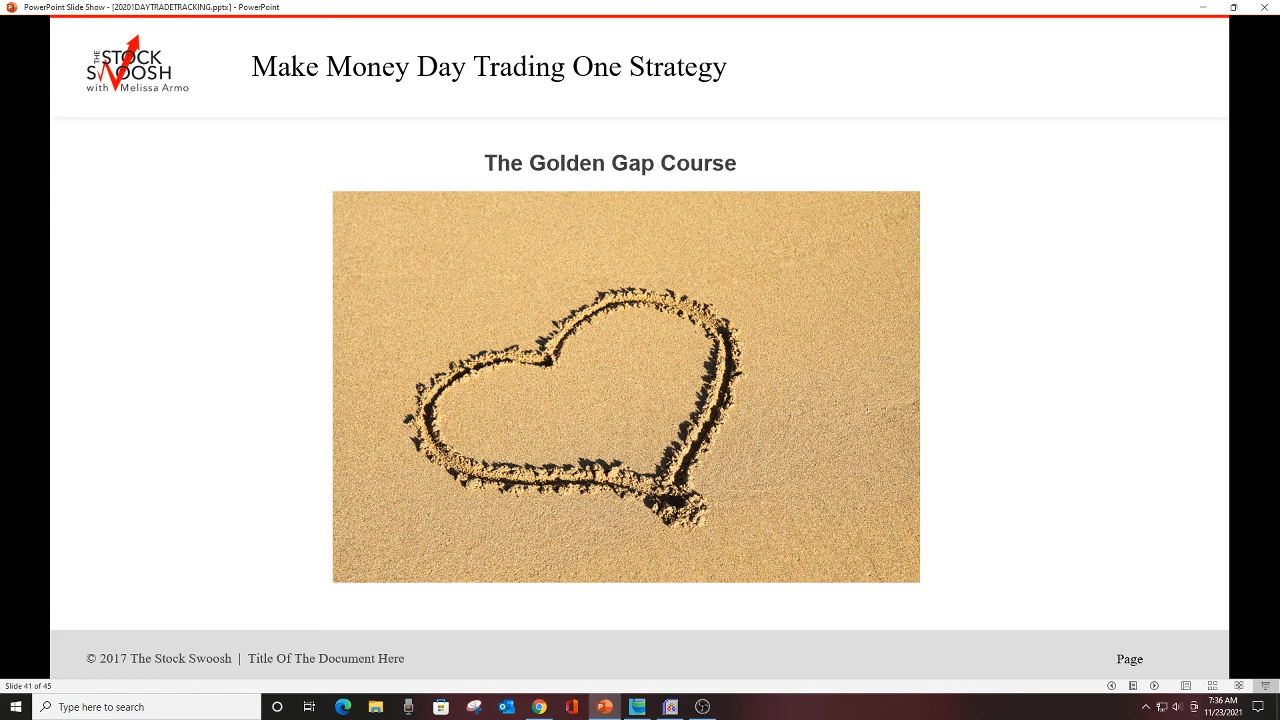 PowerPoint Slide Show - [20201DAYTRADETRACKING.pptx] - PowerPoint
THE STOCK
SWOOSH
with Melissa Armo
Make Money Day Trading One Strategy
The Golden Gap Course
© 2017 The Stock Swoosh | Title Of The Document Here
Page
Slide 41 of 45
Type here to search
7:36 AM
11/23/2021